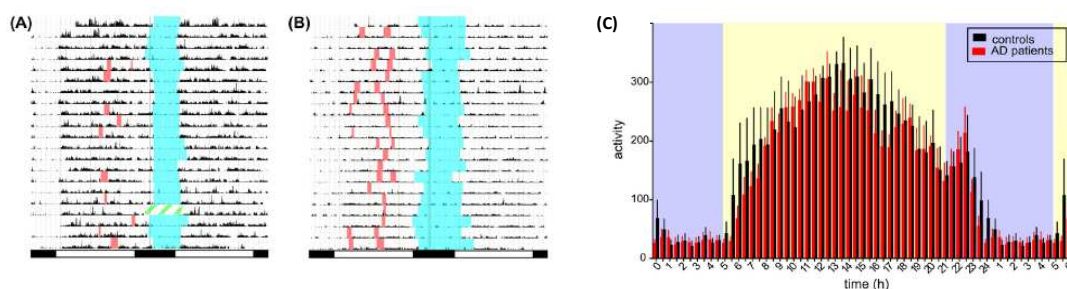 (A)
(B)
(C)
controls
AD patients
300
200
100
0
activity
0 1 2 3 4 5 6 7 8 9 10 11 12 13 14 15 16 17 18 19 20 21 22 23 24 1 2 3 4 5
time (h)